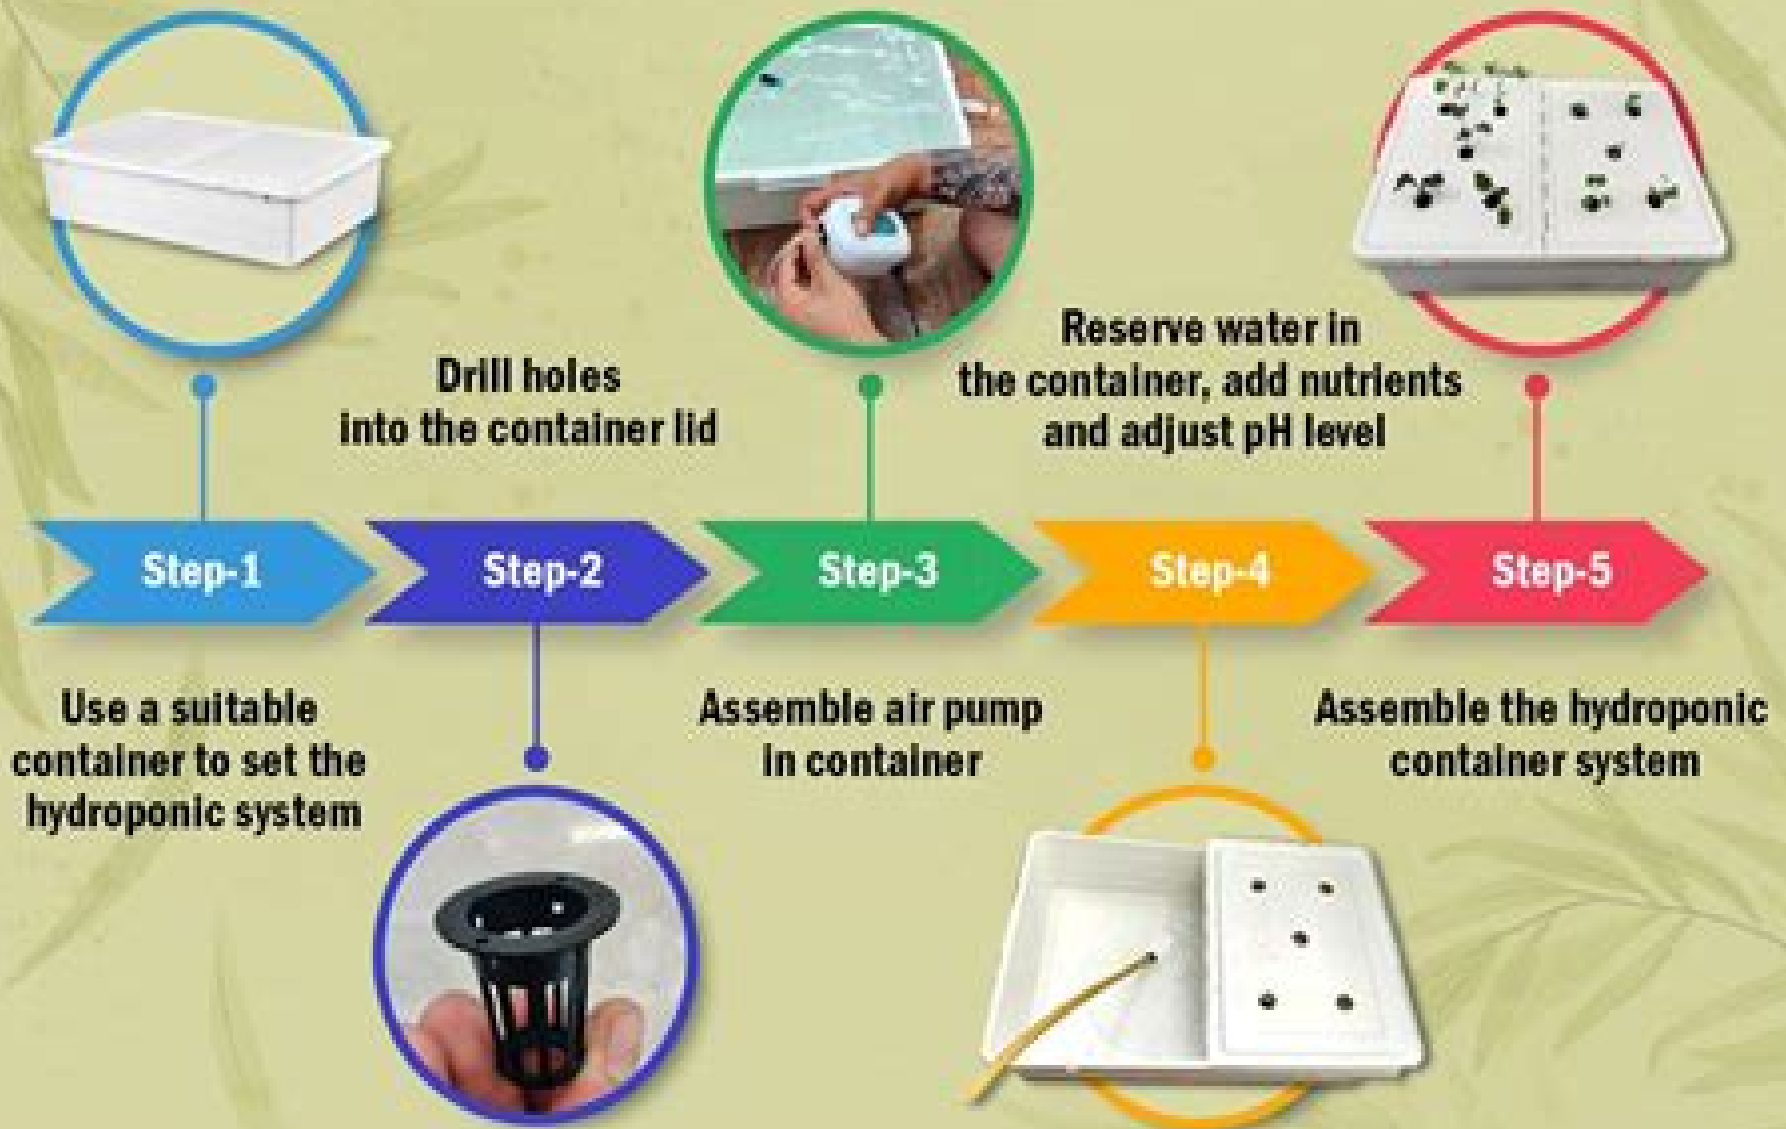 Drill holes
into the container lid
Reserve water in
the container, add nutrients
and adjust pH level
Step-1
Step-2
Step-3
Step-4
Step-5
Use a suitable
container to set the
hydroponic system
Assemble air pump
in container
Assemble the hydroponic
container system